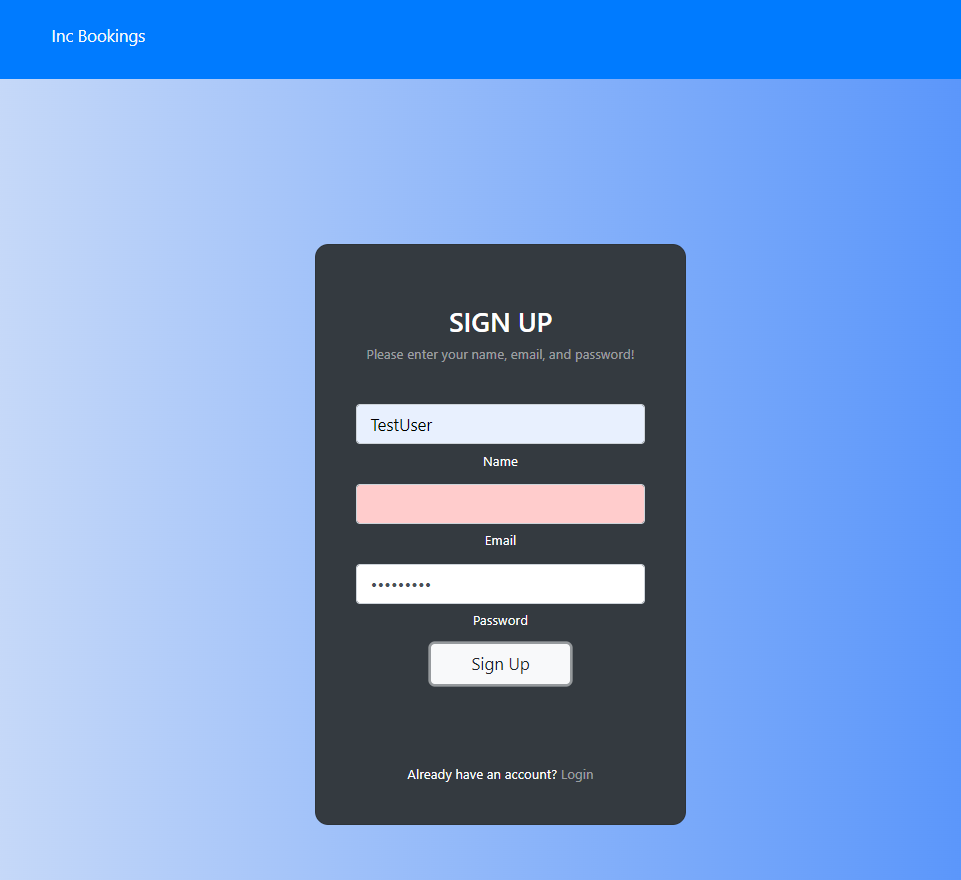 Inc Bookings
SIGN UP
Please enter your name, email, and password!
TestUser
Name
Email
•••••••••
Password
Sign Up
Already have an account? Login